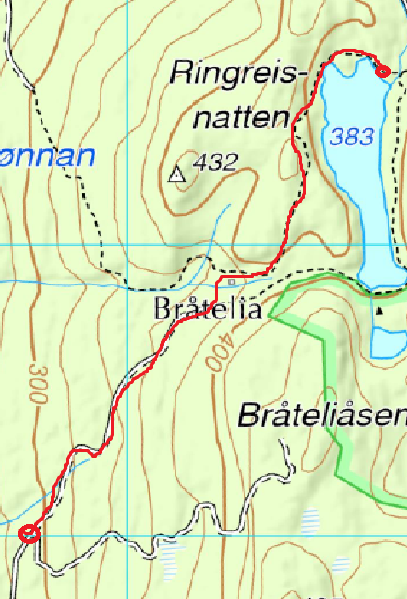 Ringreis-
natten
383
ønnan
432
Bråtelia
400
300
Bråteliåsen